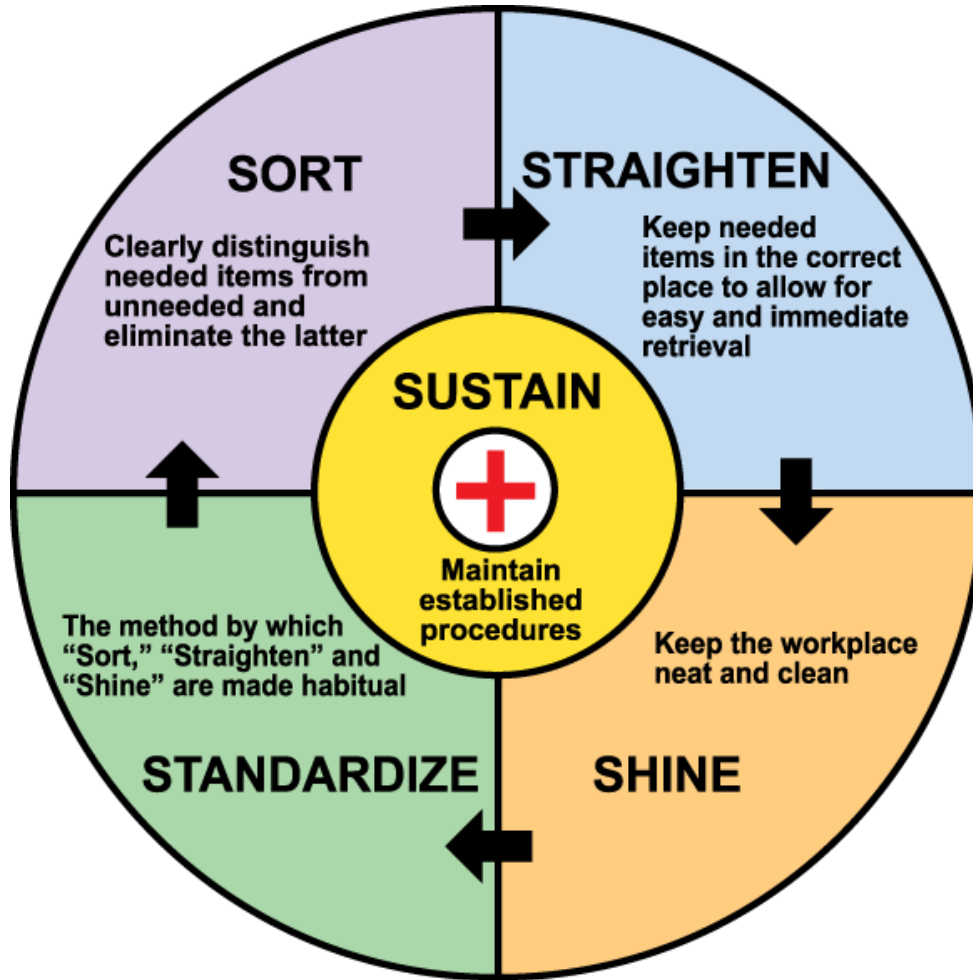 SORT
Clearly distinguish
needed items from
unneeded and
eliminate the latter
STRAIGHTEN
Keep needed
items in the correct
place to allow for
easy and immediate
retrieval
SUSTAIN
Maintain
established
procedures
The method by which
“Sort,” “Straighten” and
“Shine” are made habitual
STANDARDIZE
Keep the workplace
neat and clean
SHINE